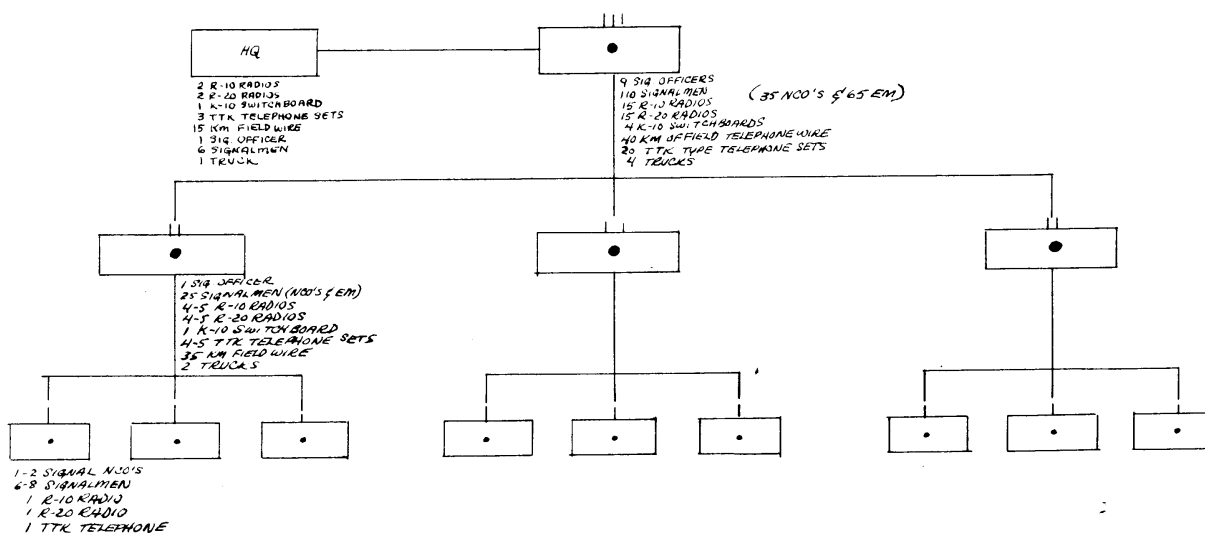 HQ
2 R-10 RADIOS
2 R-20 RADIOS
1 K-10 SWITCHBOARD
3 TTK TELEPHONE SETS
15 KM FIELD WIRE
1 SIG. OFFICER
6 SIGNALMEN
1 TRUCK
9 SIG OFFICERS
110 SIGNALMEN (35 NCO'S & 65 EM)
15 R-10 RADIOS
15 R-20 RADIOS
4 K-10 SWITCHBOARDS
40 KM OF FIELD TELEPHONE WIRE
20 TTK TYPE TELEPHONE SETS
4 TRUCKS
1 SIG OFFICER
25 SIGNALMEN (NCO'S & EM)
4-5 R-10 RADIOS
4-5 R-20 RADIOS
1 K-10 SWITCHBOARD
4-5 TTK TELEPHONE SETS
35 KM FIELD WIRE
2 TRUCKS
1-2 SIGNAL NCO'S
6-8 SIGNALMEN
1 R-10 RADIO
1 R-20 RADIO
1 TTK TELEPHONE